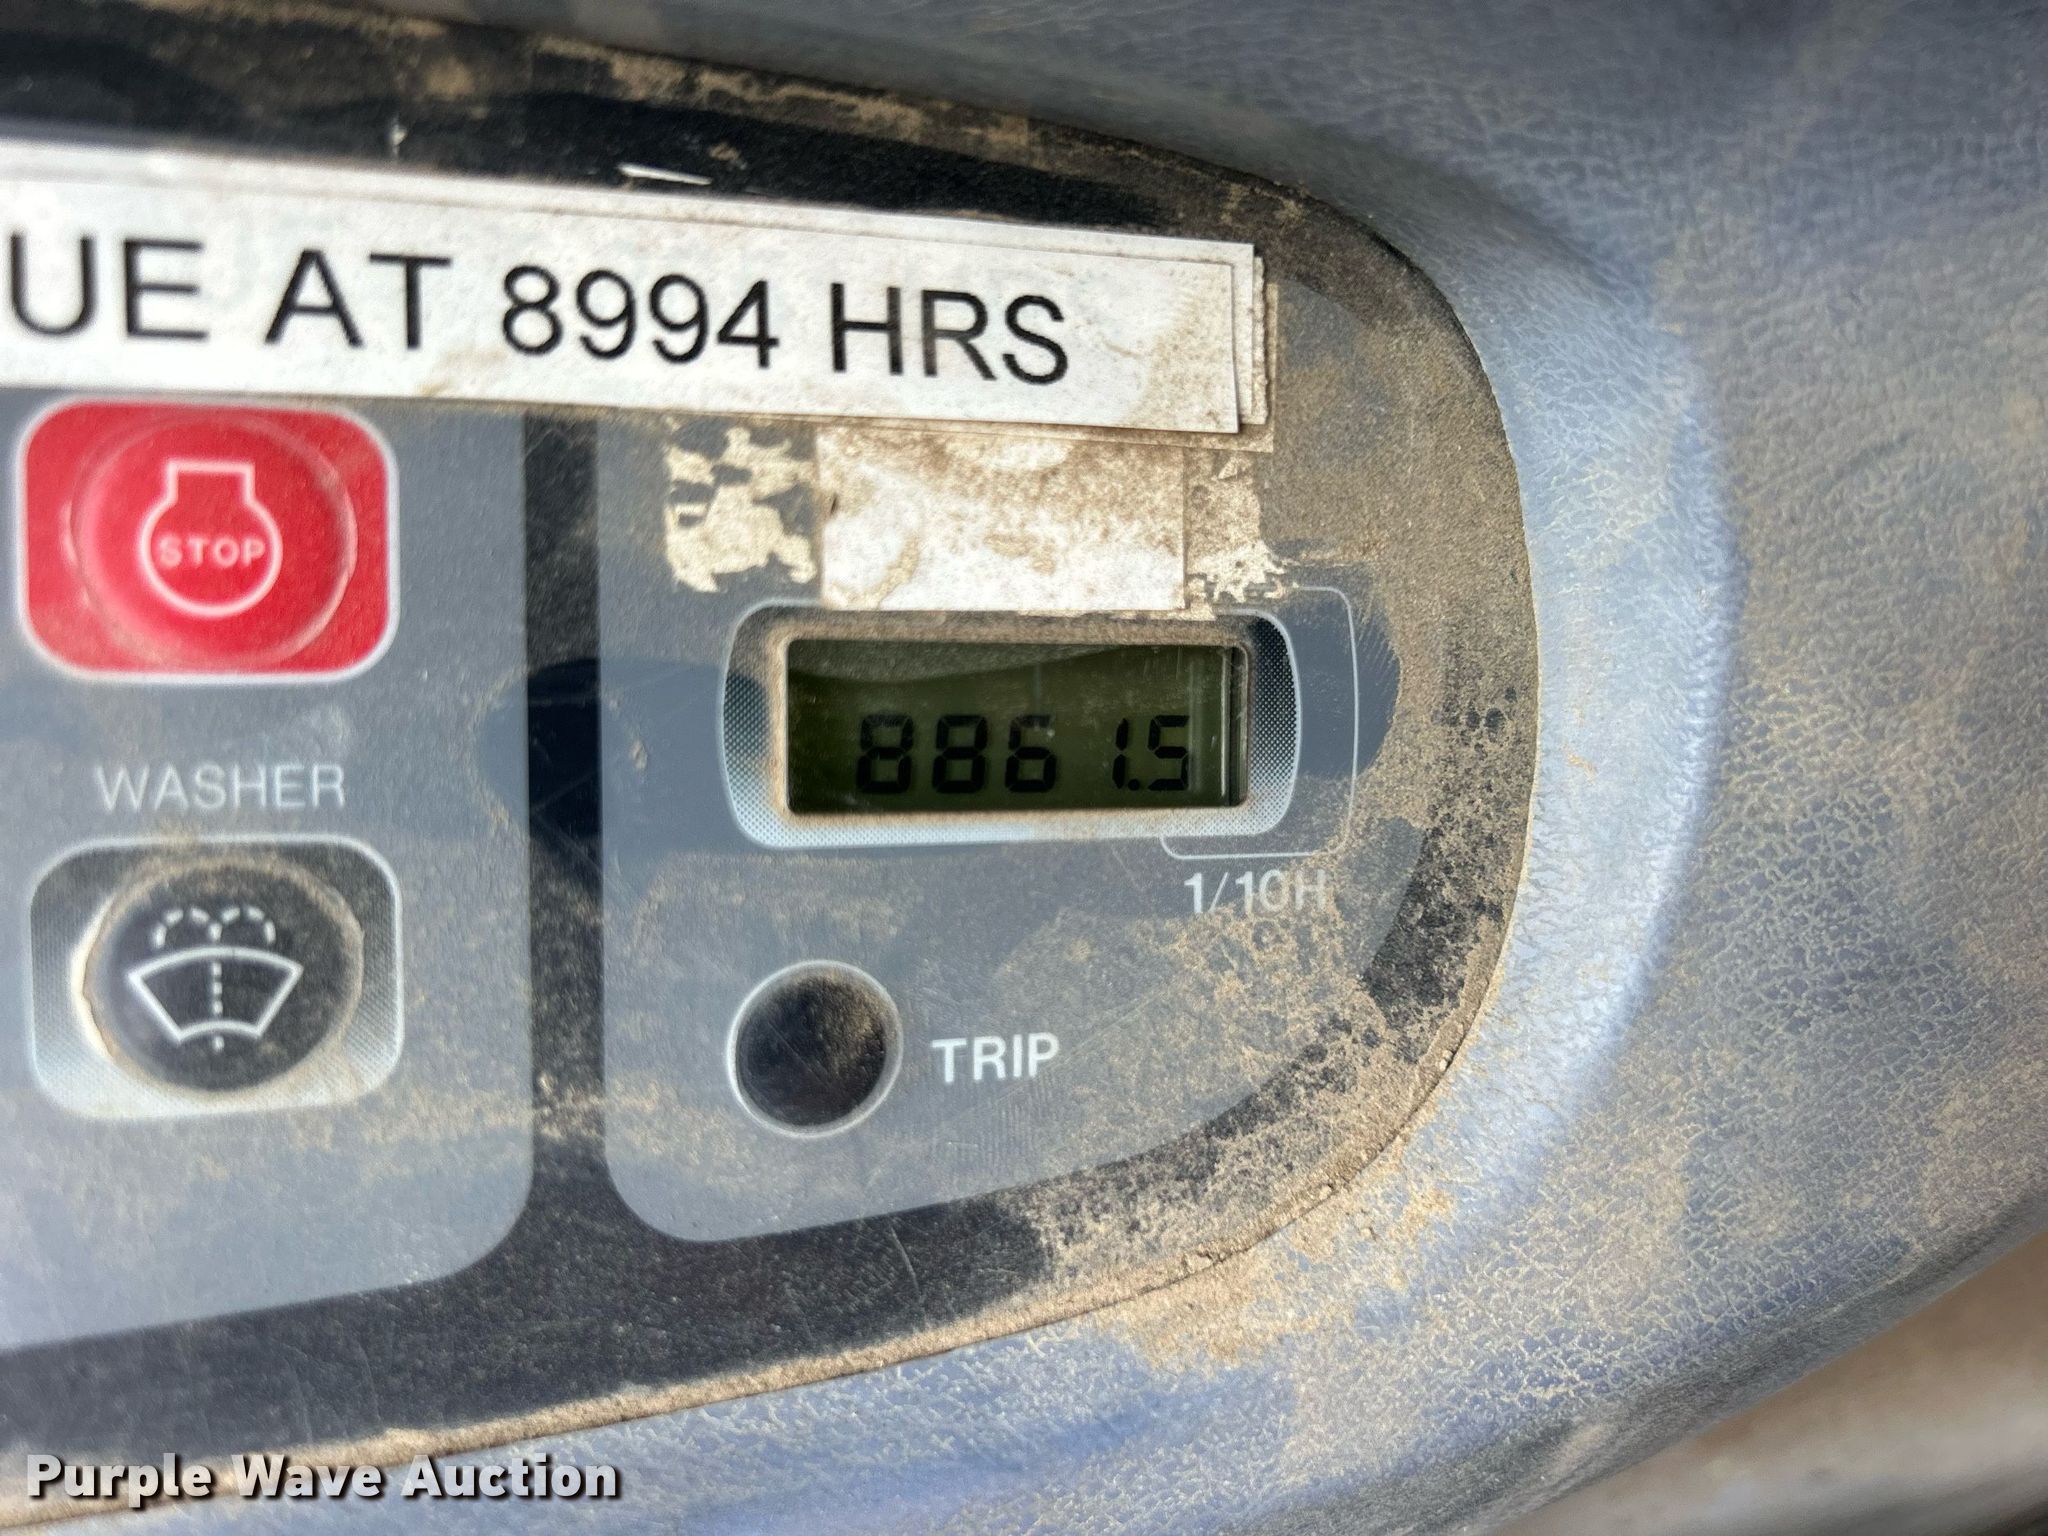 UE AT 8994 HRS
STOP
8861.5
WASHER
1/10H
TRIP
Purple Wave Auction